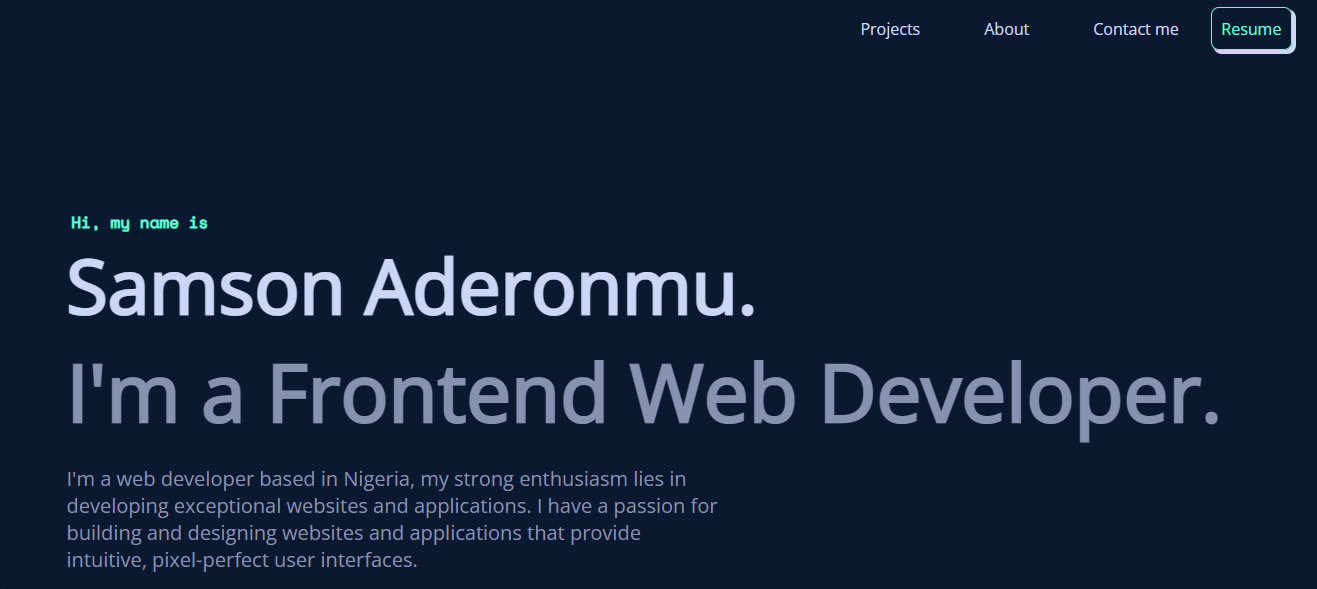 Projects About Contact me Resume
Hi, my name is
Samson Aderonmu.
I'm a Frontend Web Developer.
I'm a web developer based in Nigeria, my strong enthusiasm lies in
developing exceptional websites and applications. I have a passion for
building and designing websites and applications that provide
intuitive, pixel-perfect user interfaces.